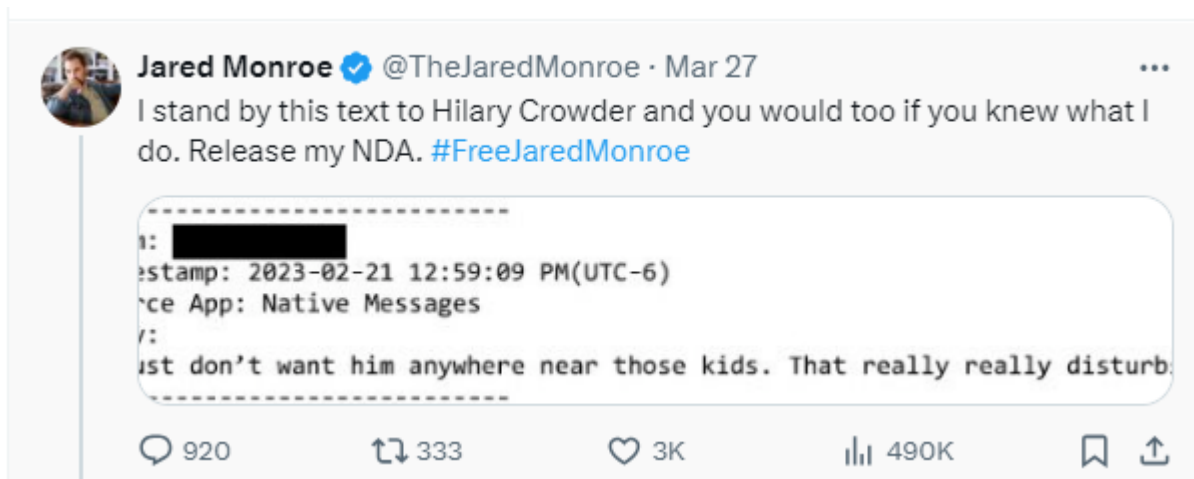 Jared Monroe @TheJaredMonroe · Mar 27
I stand by this text to Hilary Crowder and you would too if you knew what I
do. Release my NDA. #FreeJaredMonroe
-------------------------
:
estamp: 2023-02-21 12:59:09 PM(UTC-6)
rce App: Native Messages
:
ust don’t want him anywhere near those kids. That really really disturb
-------------------------
920 333 3K 490K